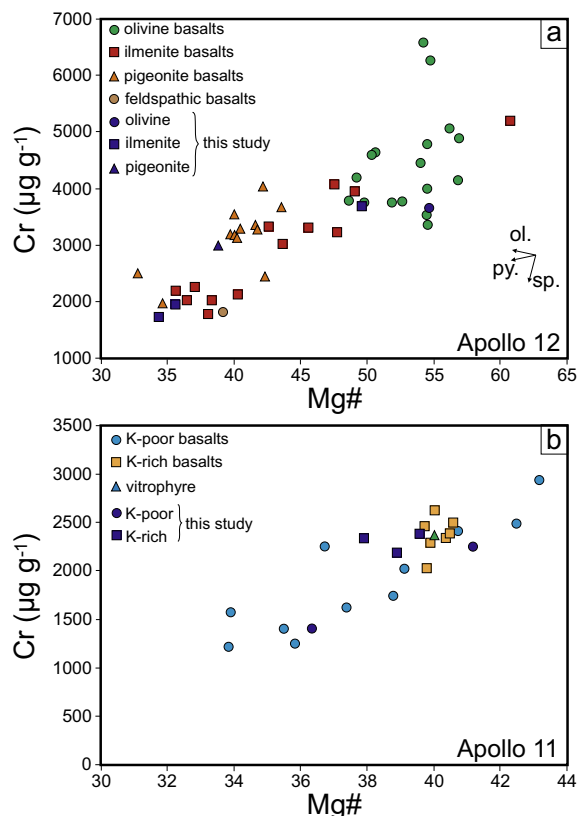 7000
6000
5000
4000
3000
2000
1000
Cr (µg g-1)
a
olivine basalts
ilmenite basalts
pigeonite basalts
feldspathic basalts
olivine
ilmenite
pigeonite
this study
ol.
py.
sp.
Apollo 12
30 35 40 45 50 55 60 65
Mg#
3500
3000
2500
2000
1500
1000
500
0
Cr (µg g-1)
b
K-poor basalts
K-rich basalts
vitrophyre
K-poor
K-rich
this study
Apollo 11
30 32 34 36 38 40 42 44
Mg#